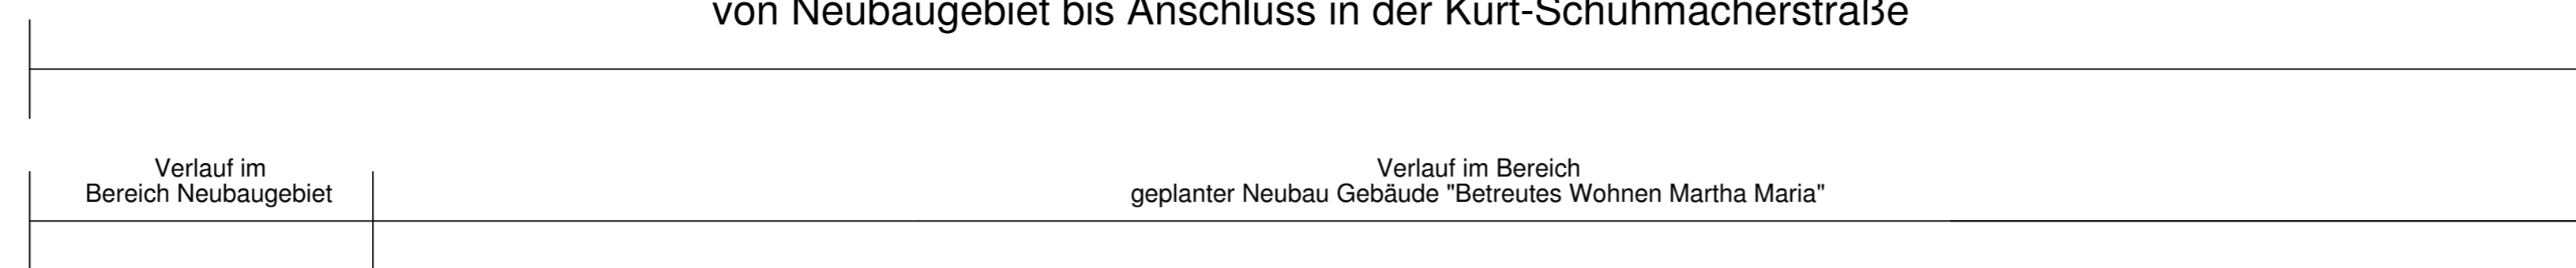 von Neubaugebiet bis Anschluss in der Kurt-Schuhmacherstraße
Verlauf im
Bereich Neubaugebiet
Verlauf im Bereich
geplanter Neubau Gebäude "Betreutes Wohnen Martha Maria"